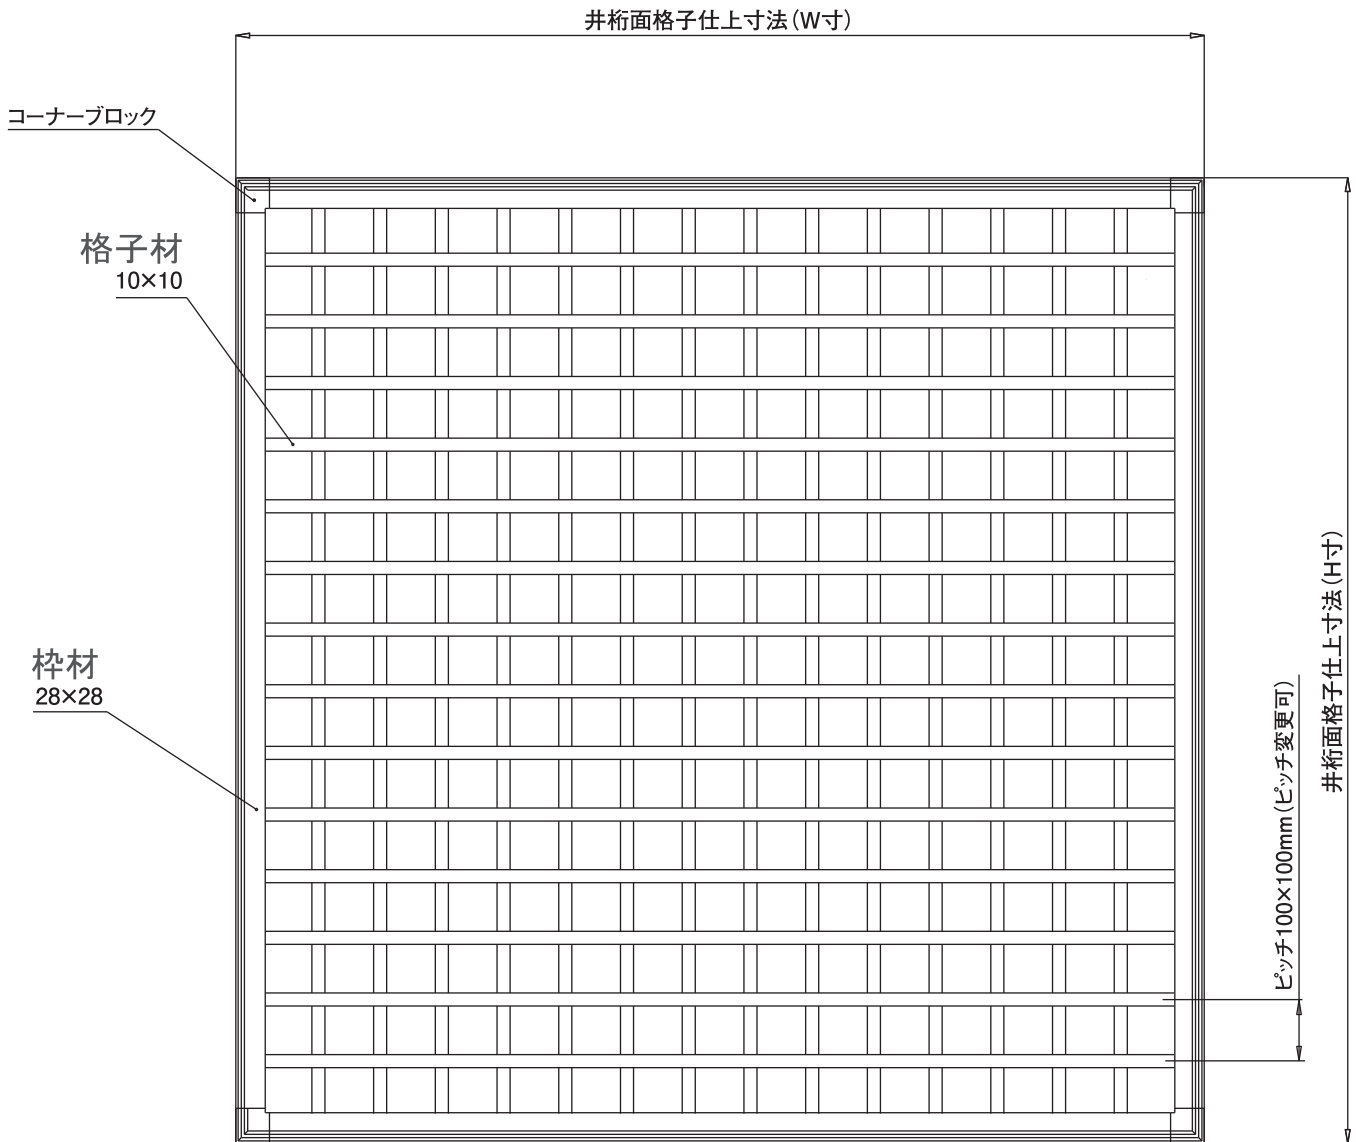 井桁面格子仕上寸法(W寸)
コーナーブロック
格子材
10×10
枠材
28×28
ピッチ100×100mm(ピッチ変更可)
井桁面格子仕上寸法(H寸)